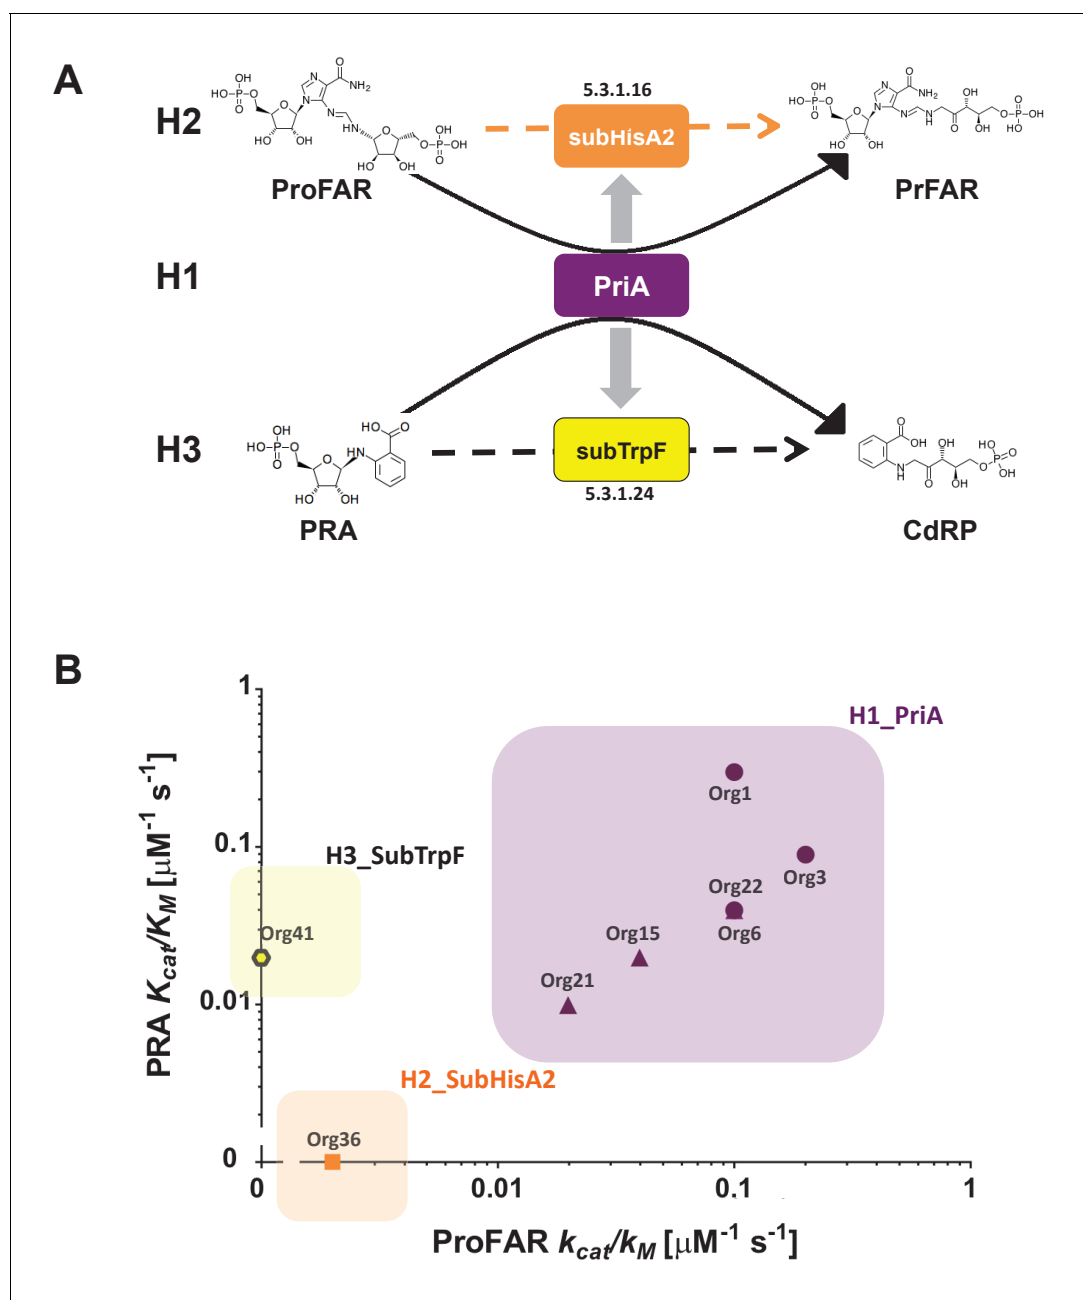 A
H2
5.3.1.16
subHisA2
ProFAR
PrFAR
H1
PriA
H3
subTrpF
5.3.1.24
PRA
CdRP
B
H1_PriA
1
Org1
0.1
H3_SubTrpF
Org3
Org22
Org6
Org41
Org15
Org21
0.01
H2_SubHisA2
Org36
0
0
0.01
0.1
1
PRA Kcat/KM [µM-1 s-1]
ProFAR kcat/kM [µM-1 s-1]